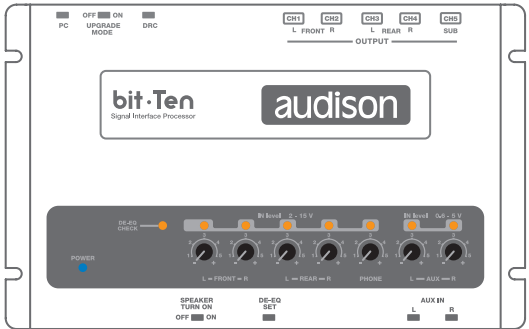 OFF ON
PC UPGRADE MODE DRC
CH1 CH2 CH3 CH4 CH5
L FRONT R L REAR R SUB
OUTPUT
bit·Ten
Signal Interface Processor
audison
DE-EQ CHECK
IN level 2 - 15 V
IN level 0,6 - 5 V
POWER
L FRONT R L REAR R PHONE L AUX R
SPEAKER TURN ON
OFF ON
DE-EQ SET
AUX IN
L R